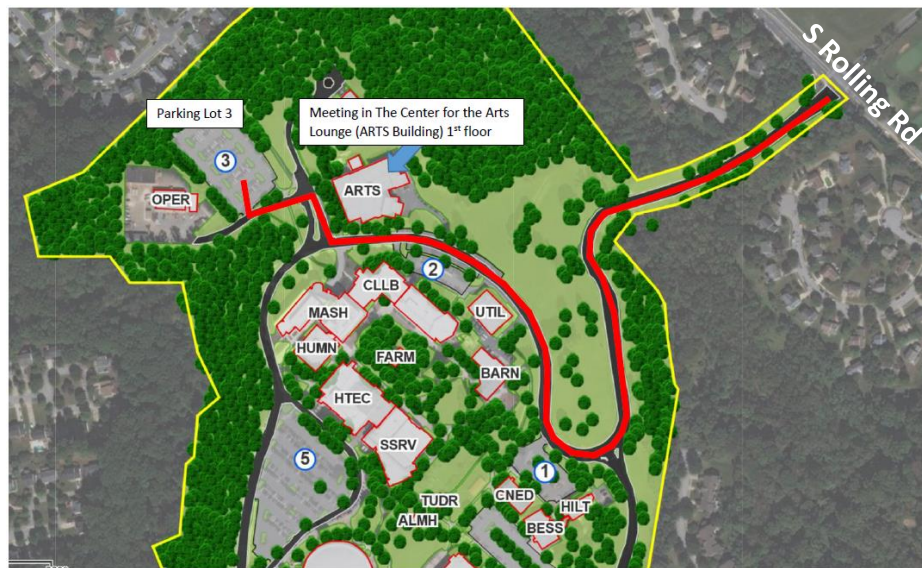 S Rolling Rd
Parking Lot 3
Meeting in The Center for the Arts
Lounge (ARTS Building) 1st floor
3
ARTS
OPER
2
CLLB
MASH
UTIL
HUMN
FARM
BARN
HTEC
SSRV
5
1
CNED
HILT
TUDR
ALMH
BESS